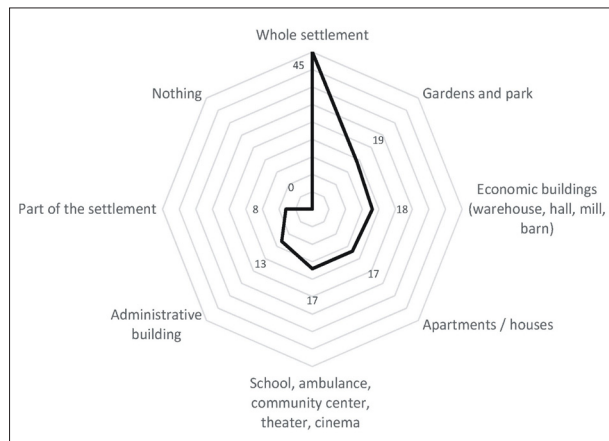 Whole settlement
45
Nothing
Gardens and park
19
0
Part of the settlement
8
18
Economic buildings
(warehouse, hall, mill,
barn)
13
17
17
Administrative
building
Apartments / houses
School, ambulance,
community center,
theater, cinema